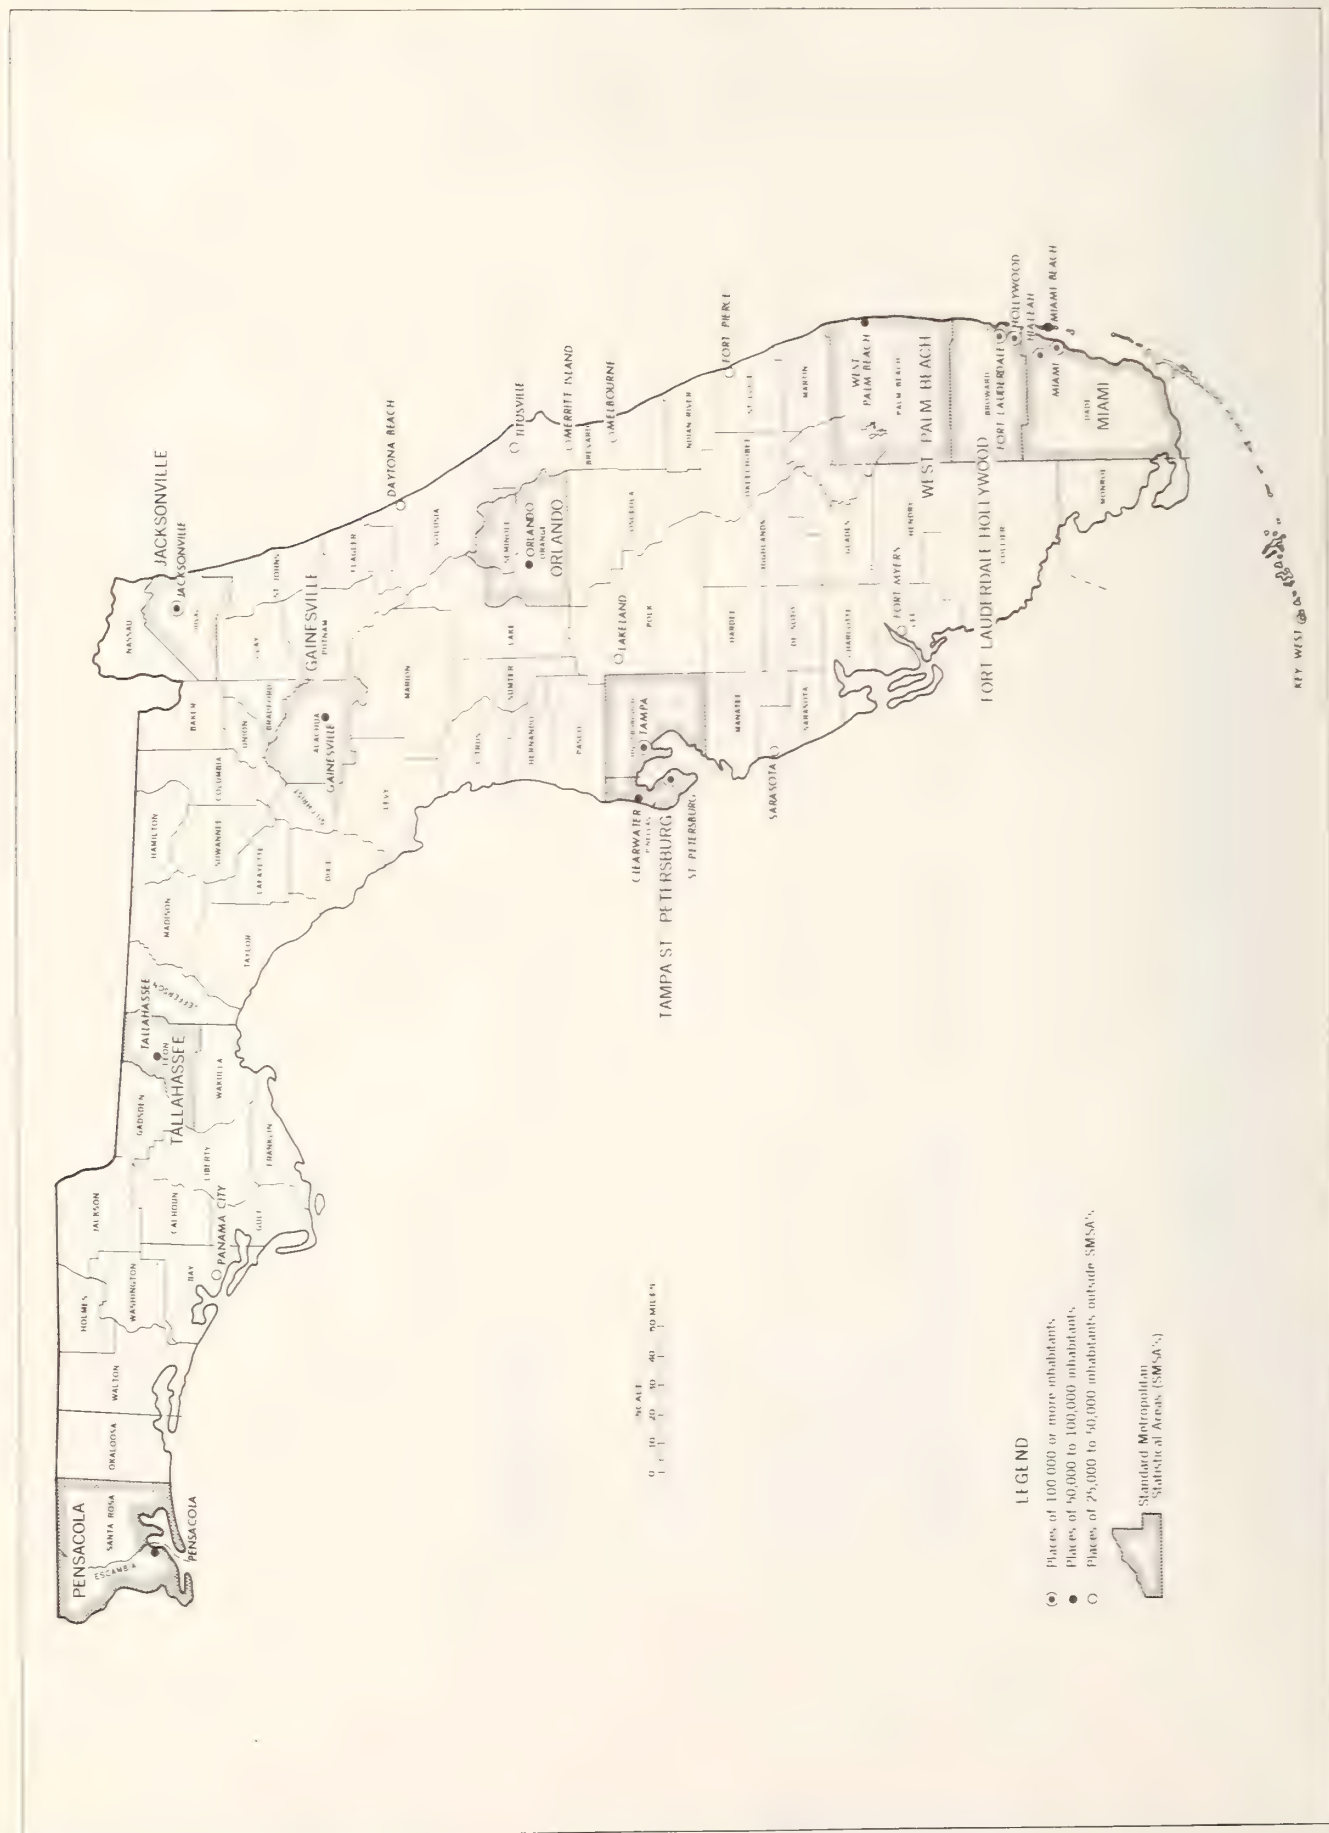 PENSACOLA
ESCAMBIA
SANTA ROSA
PENSACOLA
OKALOOSA
WALTON
HOLMES
WASHINGTON
BAY
PANAMA CITY
JACKSON
CALHOUN
GULF
LIBERTY
FRANKLIN
GADSDEN
TALLAHASSEE
LEON
TALLAHASSEE
WAKULLA
JEFFERSON
MADISON
TAYLOR
HAMILTON
SUWANNEE
LAFAYETTE
DIXIE
COLUMBIA
GILCHRIST
LEVY
BAKER
UNION
BRADFORD
ALACHUA
GAINESVILLE
GAINESVILLE
PUTNAM
NASSAU
JACKSONVILLE
JACKSONVILLE
DUVAL
CLAY
ST JOHNS
FLAGLER
DAYTONA BEACH
VOLUSIA
MARION
CITRUS
SUMTER
LAKE
HERNANDO
PASCO
SEMINOLE
ORLANDO
ORANGE
ORLANDO
TITUSVILLE
MERRITT ISLAND
BREVARD
MELBOURNE
OSCEOLA
LAKELAND
POLK
TAMPA
CLEARWATER
PINELLAS
TAMPA ST PETERSBURG
ST PETERSBURG
MANATEE
HARDEE
HIGHLANDS
OKEECHOBEE
INDIAN RIVER
FORT PIERCE
ST LUCIE
MARTIN
SARASOTA
SARASOTA
DE SOTO
CHARLOTTE
GLADES
FORT MYERS
LEE
HENDRY
WEST
PALM BEACH
PALM BEACH
WEST PALM BEACH
BROWARD
FORT LAUDERDALE
FORT LAUDERDALE HOLLYWOOD
COLLIER
HOLLYWOOD
HIALEAH
MIAMI
MIAMI BEACH
DADE
MIAMI
MONROE
KEY WEST
SCALE
0 10 20 30 40 50 MILES
LEGEND
Places of 100 000 or more inhabitants
Places of 50,000 to 100,000 inhabitants
Places of 25,000 to 50,000 inhabitants outside SMSA's
Standard Metropolitan
Statistical Areas (SMSA's)